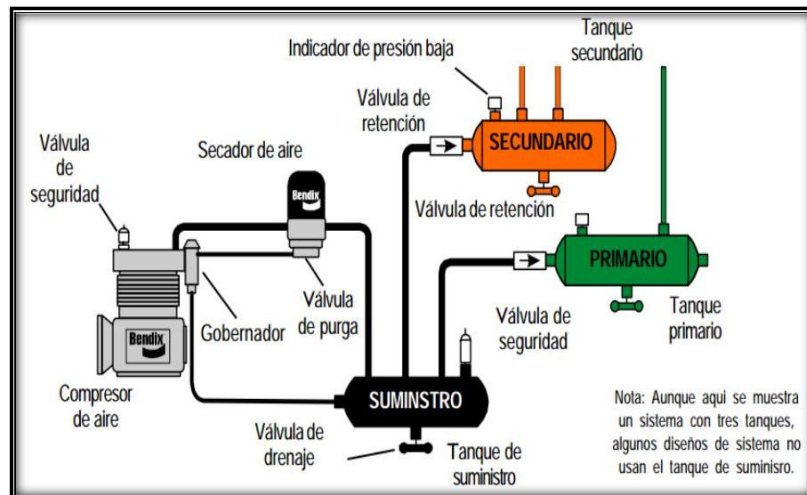 Indicador de presión baja
Tanque
secundario
Válvula de
retención
Válvula
de
seguridad
Secador de aire
Bendix
SECUNDARIO
Válvula de retención
PRIMARIO
Válvula
de purga
Gobernador
Válvula de
seguridad
Tanque
primario
Bendix
Compresor
de aire
SUMINSTRO
Válvula de
drenaje
Tanque de
suministro
Nota: Aunque aqui se muestra
un sistema con tres tanques,
algunos diseños de sistema no
usan el tanque de suminisro.